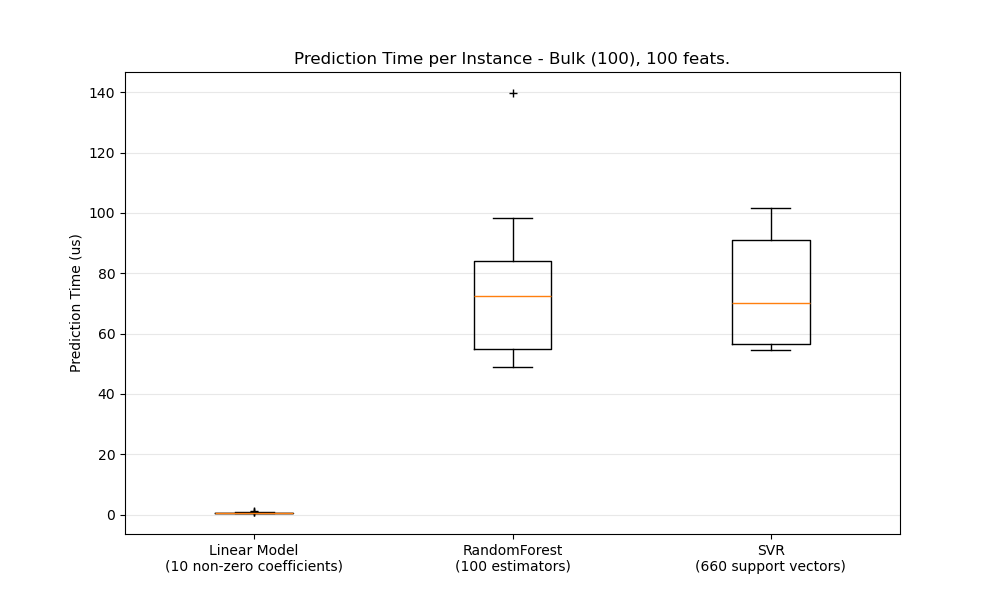 Prediction Time per Instance - Bulk (100), 100 feats.
140
120
100
80
60
40
20
0
Prediction Time (us)
Linear Model
(10 non-zero coefficients)
RandomForest
(100 estimators)
SVR
(660 support vectors)